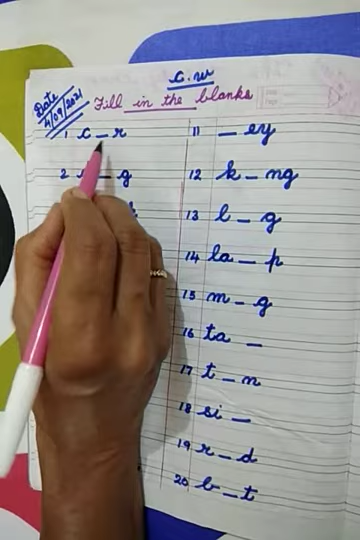 C.W
Date 4/09/2021
Fill in the blanks
1 c _ r
2 _ g
11 _ ey
12 k _ ng
13 l _ g
14 la _ p
15 m _ g
16 ta _
17 t _ n
18 si _
19 r _ d
20 b _ t